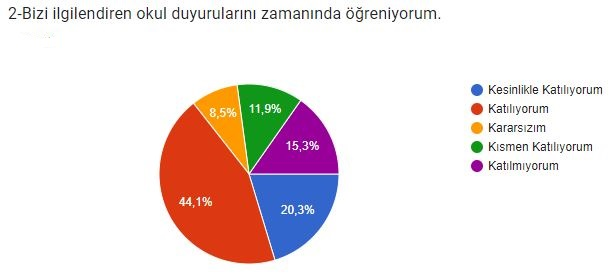 2-Bizi ilgilendiren okul duyurularını zamanında öğreniyorum.
Kesinlikle Katılıyorum
Katılıyorum
Kararsızım
Kısmen Katılıyorum
Katılmıyorum
8,5%
11,9%
15,3%
44,1%
20,3%